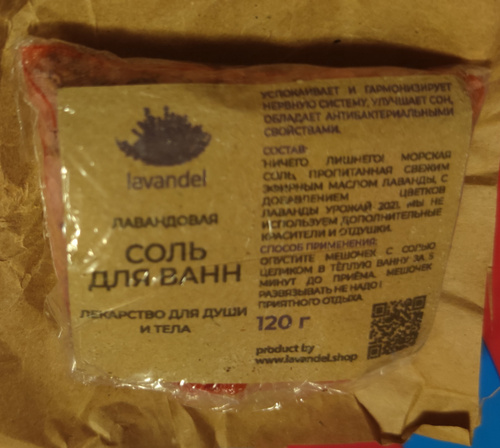 lavandel
ЛАВАНДОВАЯ
СОЛЬ
ДЛЯ ВАНН
ЛЕКАРСТВО ДЛЯ ДУШИ
И ТЕЛА
УСПОКАИВАЕТ И ГАРМОНИЗИРУЕТ
НЕРВНУЮ СИСТЕМУ, УЛУЧШАЕТ СОН,
ОБЛАДАЕТ АНТИБАКТЕРИАЛЬНЫМИ
СВОЙСТВАМИ.
СОСТАВ:
НИЧЕГО ЛИШНЕГО! МОРСКАЯ
СОЛЬ, ПРОПИТАННАЯ СВЕЖИМ
ЭФИРНЫМ МАСЛОМ ЛАВАНДЫ, С
ДОБАВЛЕНИЕМ ЦВЕТКОВ
ЛАВАНДЫ УРОЖАЙ 2021. МЫ НЕ
ИСПОЛЬЗУЕМ ДОПОЛНИТЕЛЬНЫЕ
КРАСИТЕЛИ И ОТДУШКИ.
СПОСОБ ПРИМЕНЕНИЯ:
ОПУСТИТЕ МЕШОЧЕК С СОЛЬЮ
ЦЕЛИКОМ В ТЁПЛУЮ ВАННУ ЗА 5
МИНУТ ДО ПРИЁМА. МЕШОЧЕК
РАЗВЯЗЫВАТЬ НЕ НАДО!
ПРИЯТНОГО ОТДЫХА.
120 г
product by
www.lavandel.shop